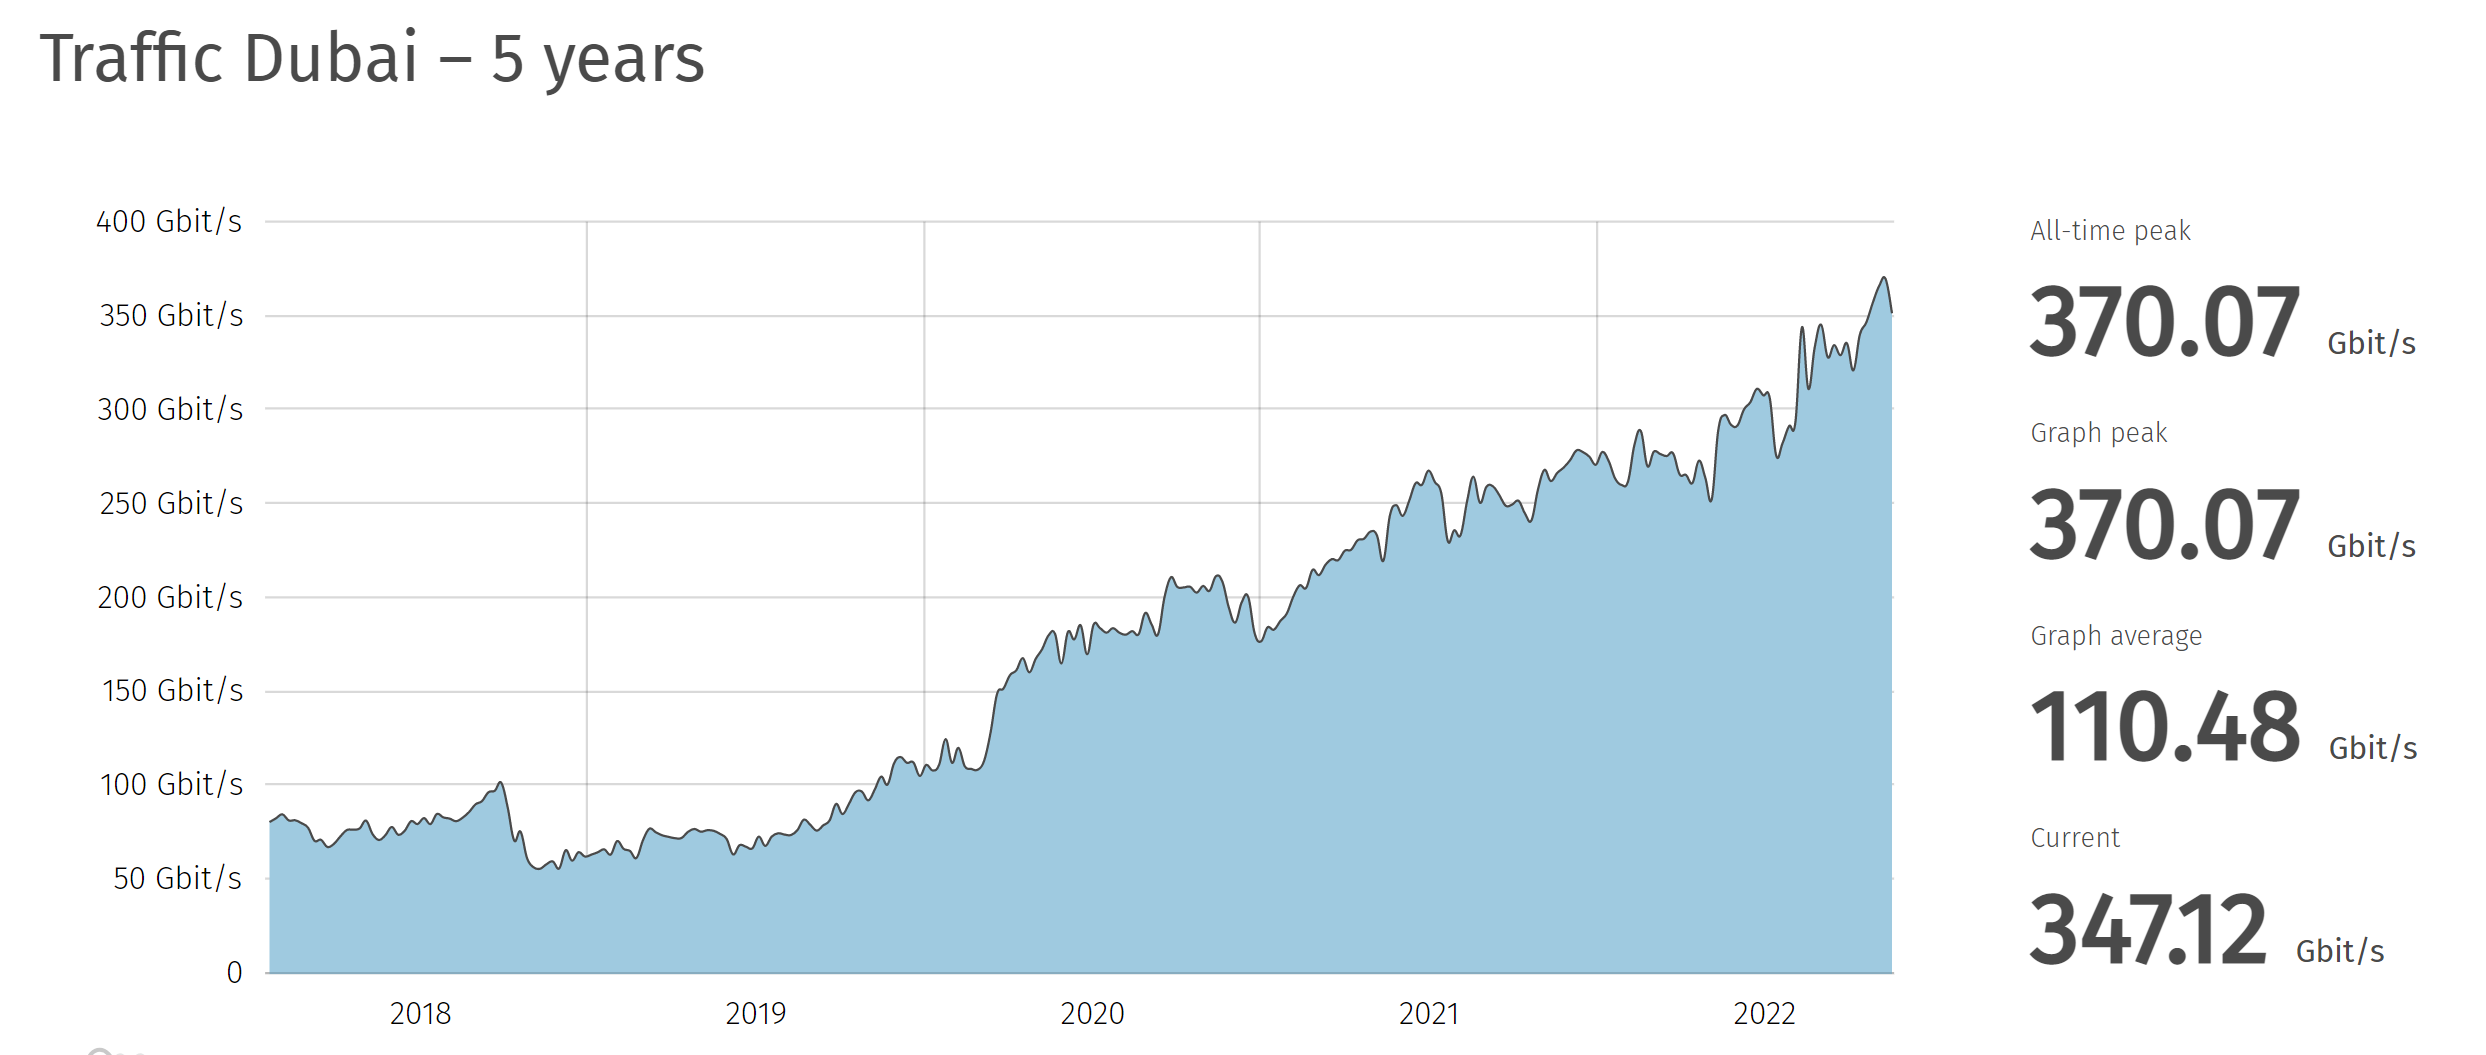 Traffic Dubai – 5 years
400 Gbit/s
350 Gbit/s
300 Gbit/s
250 Gbit/s
200 Gbit/s
150 Gbit/s
100 Gbit/s
50 Gbit/s
0
2018
2019
2020
2021
2022
All-time peak
370.07 Gbit/s
Graph peak
370.07 Gbit/s
Graph average
110.48 Gbit/s
Current
347.12 Gbit/s